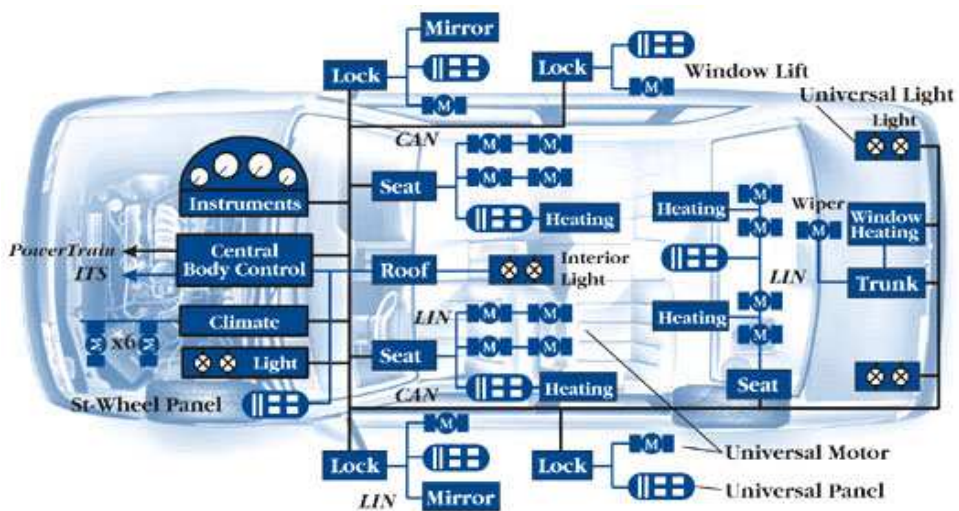 Mirror
Lock
M
Lock
M
Window Lift
Universal Light
Light
CAN
M M
Seat
M M
Heating
Instruments
Heating
M
M
Wiper
M
Window
Heating
PowerTrain
ITS
Central
Body Control
Roof
Interior
Light
LIN
Trunk
Climate
M x6 M
LIN
M M
Heating
M
M
Light
Seat
M M
CAN
Heating
Seat
St-Wheel Panel
M
Lock
Lock
M
Universal Motor
LIN
Mirror
Universal Panel